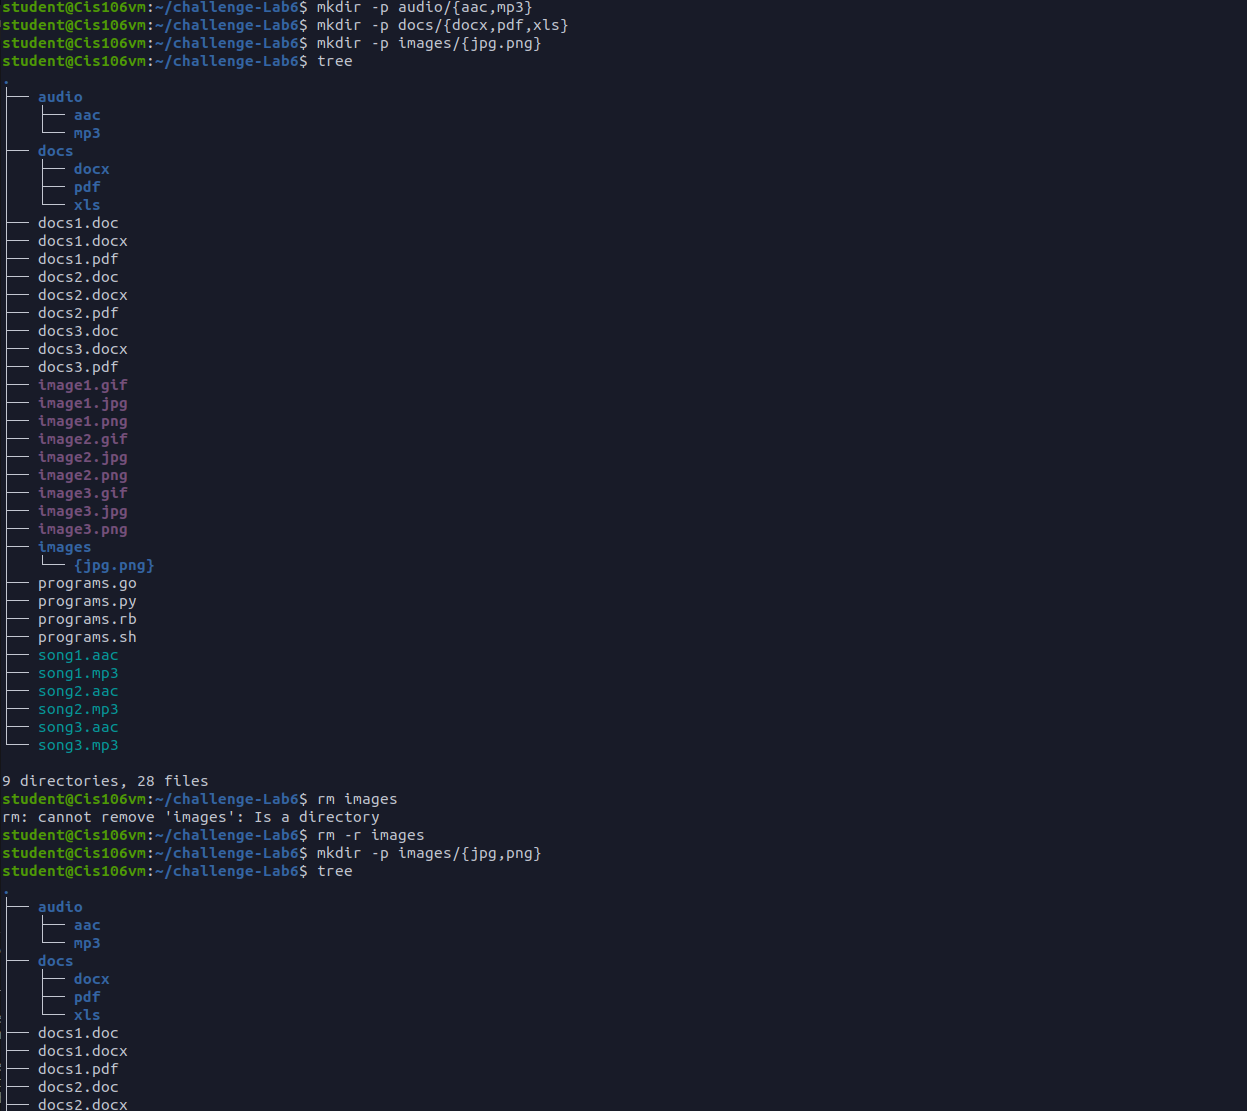 student@Cis106vm:~/challenge-Lab6$ mkdir -p audio/{aac,mp3}
student@Cis106vm:~/challenge-Lab6$ mkdir -p docs/{docx,pdf,xls}
student@Cis106vm:~/challenge-Lab6$ mkdir -p images/{jpg.png}
student@Cis106vm:~/challenge-Lab6$ tree
.
├── audio
│   ├── aac
│   └── mp3
├── docs
│   ├── docx
│   ├── pdf
│   └── xls
├── docs1.doc
├── docs1.docx
├── docs1.pdf
├── docs2.doc
├── docs2.docx
├── docs2.pdf
├── docs3.doc
├── docs3.docx
├── docs3.pdf
├── image1.gif
├── image1.jpg
├── image1.png
├── image2.gif
├── image2.jpg
├── image2.png
├── image3.gif
├── image3.jpg
├── image3.png
├── images
│   └── {jpg.png}
├── programs.go
├── programs.py
├── programs.rb
├── programs.sh
├── song1.aac
├── song1.mp3
├── song2.aac
├── song2.mp3
├── song3.aac
└── song3.mp3
9 directories, 28 files
student@Cis106vm:~/challenge-Lab6$ rm images
rm: cannot remove 'images': Is a directory
student@Cis106vm:~/challenge-Lab6$ rm -r images
student@Cis106vm:~/challenge-Lab6$ mkdir -p images/{jpg,png}
student@Cis106vm:~/challenge-Lab6$ tree
.
├── audio
│   ├── aac
│   └── mp3
├── docs
│   ├── docx
│   ├── pdf
│   └── xls
├── docs1.doc
├── docs1.docx
├── docs1.pdf
├── docs2.doc
├── docs2.docx